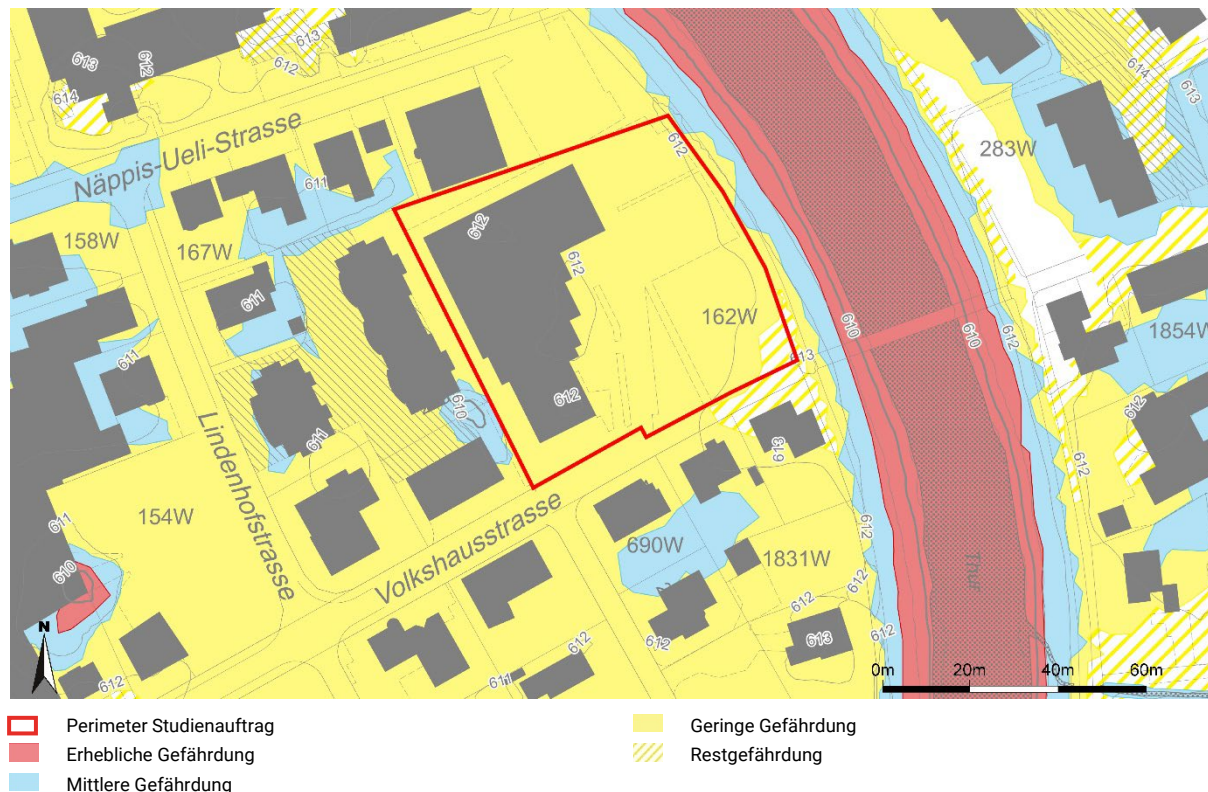 613
613
612
612
614
614
613
Näppis-Ueli-Strasse
612
283W
611
158W
167W
612
612
611
162W
610
610
612
1854W
611
613
612
610
611
612
613
Lindenhofstrasse
611
154W
Volkshausstrasse
690W
612
1831W
612
610
Thur
612
612
612
613
612
N
612
611
612
0m 20m 40m 60m
Perimeter Studienauftrag
Erhebliche Gefährdung
Mittlere Gefährdung
Geringe Gefährdung
Restgefährdung